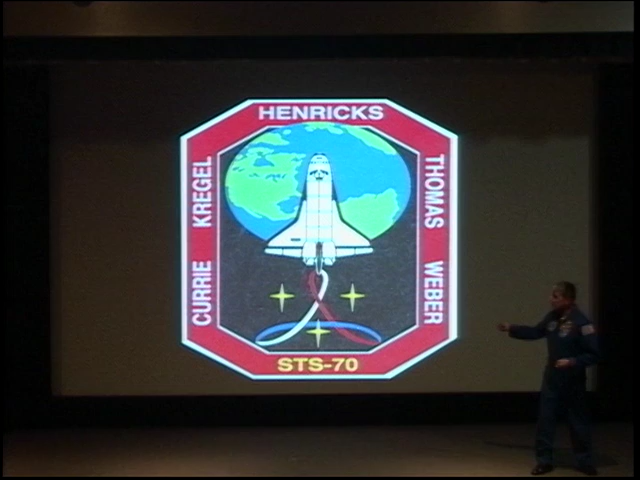 HENRICKS
KREGEL
CURRIE
THOMAS
WEBER
STS-70